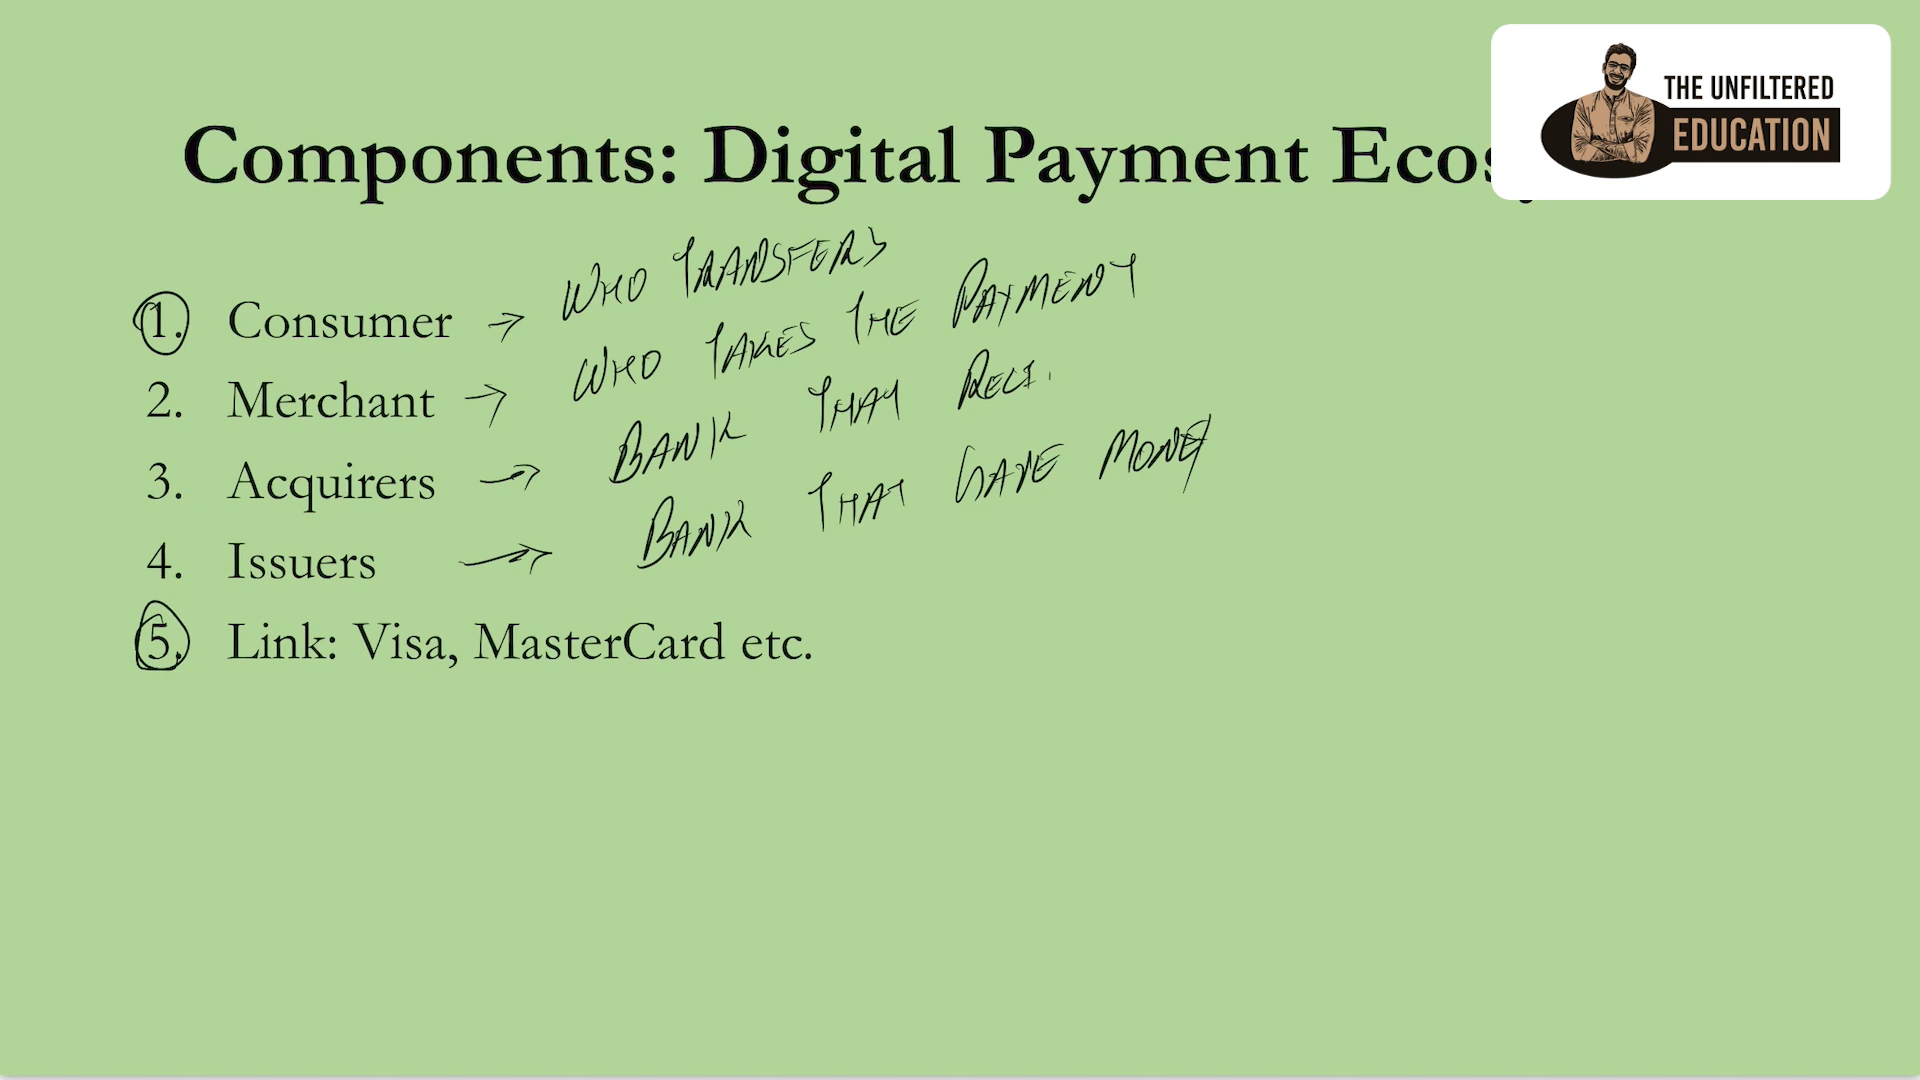 THE UNFILTERED
EDUCATION
Components: Digital Payment Ecos
1. Consumer → WHO TRANSFERS
2. Merchant → WHO TAKES THE PAYMENT
3. Acquirers → BANK THAT RECI.
4. Issuers → BANK THAT GAVE MONEY
5. Link: Visa, MasterCard etc.